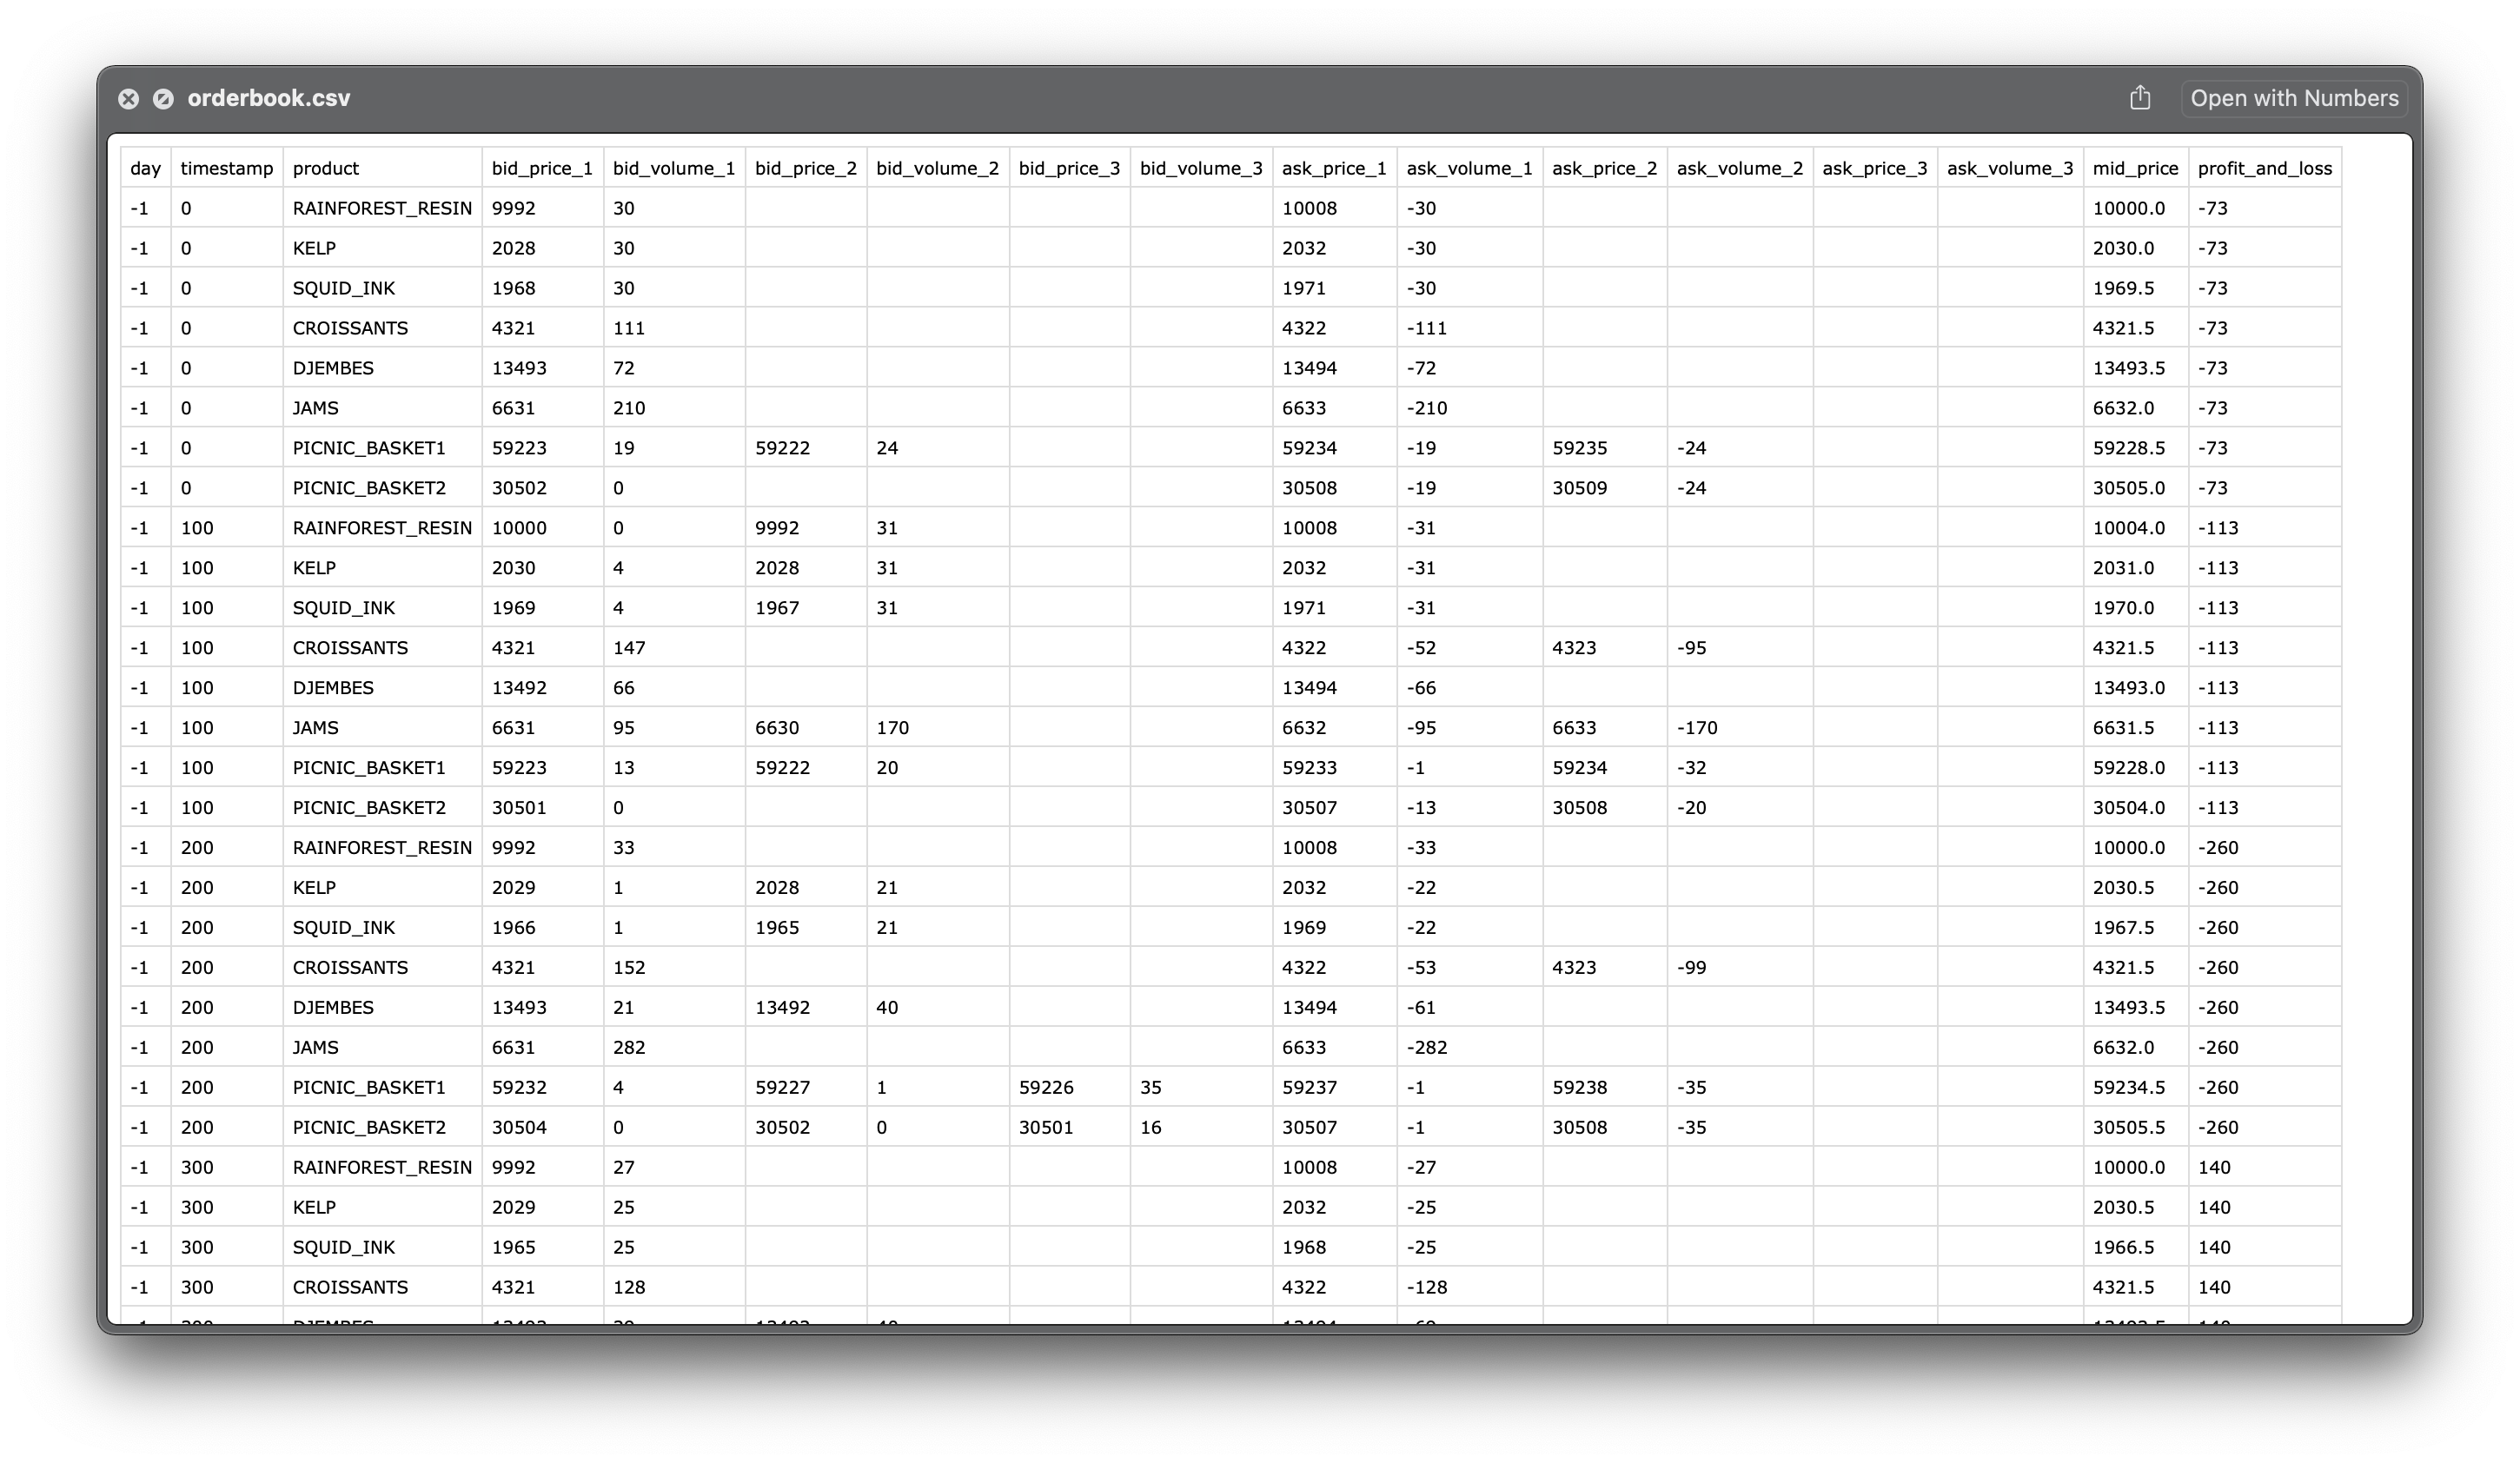 orderbook.csv
Open with Numbers
day timestamp product bid_price_1 bid_volume_1 bid_price_2 bid_volume_2 bid_price_3 bid_volume_3 ask_price_1 ask_volume_1 ask_price_2 ask_volume_2 ask_price_3 ask_volume_3 mid_price profit_and_loss
-1 0 RAINFOREST_RESIN 9992 30 10008 -30 10000.0 -73
-1 0 KELP 2028 30 2032 -30 2030.0 -73
-1 0 SQUID_INK 1968 30 1971 -30 1969.5 -73
-1 0 CROISSANTS 4321 111 4322 -111 4321.5 -73
-1 0 DJEMBES 13493 72 13494 -72 13493.5 -73
-1 0 JAMS 6631 210 6633 -210 6632.0 -73
-1 0 PICNIC_BASKET1 59223 19 59222 24 59234 -19 59235 -24 59228.5 -73
-1 0 PICNIC_BASKET2 30502 0 30508 -19 30509 -24 30505.0 -73
-1 100 RAINFOREST_RESIN 10000 0 9992 31 10008 -31 10004.0 -113
-1 100 KELP 2030 4 2028 31 2032 -31 2031.0 -113
-1 100 SQUID_INK 1969 4 1967 31 1971 -31 1970.0 -113
-1 100 CROISSANTS 4321 147 4322 -52 4323 -95 4321.5 -113
-1 100 DJEMBES 13492 66 13494 -66 13493.0 -113
-1 100 JAMS 6631 95 6630 170 6632 -95 6633 -170 6631.5 -113
-1 100 PICNIC_BASKET1 59223 13 59222 20 59233 -1 59234 -32 59228.0 -113
-1 100 PICNIC_BASKET2 30501 0 30507 -13 30508 -20 30504.0 -113
-1 200 RAINFOREST_RESIN 9992 33 10008 -33 10000.0 -260
-1 200 KELP 2029 1 2028 21 2032 -22 2030.5 -260
-1 200 SQUID_INK 1966 1 1965 21 1969 -22 1967.5 -260
-1 200 CROISSANTS 4321 152 4322 -53 4323 -99 4321.5 -260
-1 200 DJEMBES 13493 21 13492 40 13494 -61 13493.5 -260
-1 200 JAMS 6631 282 6633 -282 6632.0 -260
-1 200 PICNIC_BASKET1 59232 4 59227 1 59226 35 59237 -1 59238 -35 59234.5 -260
-1 200 PICNIC_BASKET2 30504 0 30502 0 30501 16 30507 -1 30508 -35 30505.5 -260
-1 300 RAINFOREST_RESIN 9992 27 10008 -27 10000.0 140
-1 300 KELP 2029 25 2032 -25 2030.5 140
-1 300 SQUID_INK 1965 25 1968 -25 1966.5 140
-1 300 CROISSANTS 4321 128 4322 -128 4321.5 140